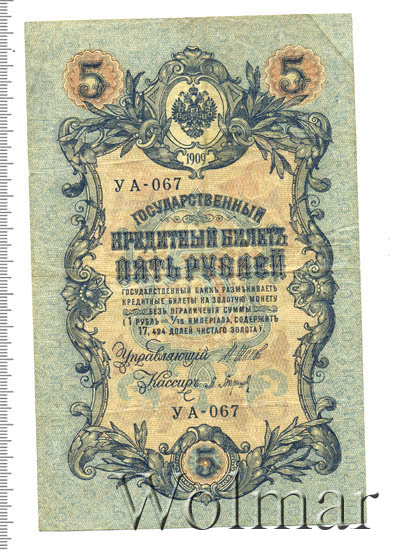 5 5
1909
УА-067
ГОСУДАРСТВЕННЫЙ
КРЕДИТНЫЙ БИЛЕТЪ
ПЯТЬ РУБЛЕЙ
ГОСУДАРСТВЕННЫЙ БАНКЪ РАЗМѢНИВАЕТЪ
КРЕДИТНЫЕ БИЛЕТЫ НА ЗОЛОТУЮ МОНЕТУ
БЕЗЪ ОГРАНИЧЕНІЯ СУММЫ
(1 РУБЛЬ = 1/15 ИМПЕРІАЛА, СОДЕРЖИТЪ
17,424 ДОЛЕЙ ЧИСТАГО ЗОЛОТА).
Управляющій
Кассиръ
УА-067
5
Wolmar